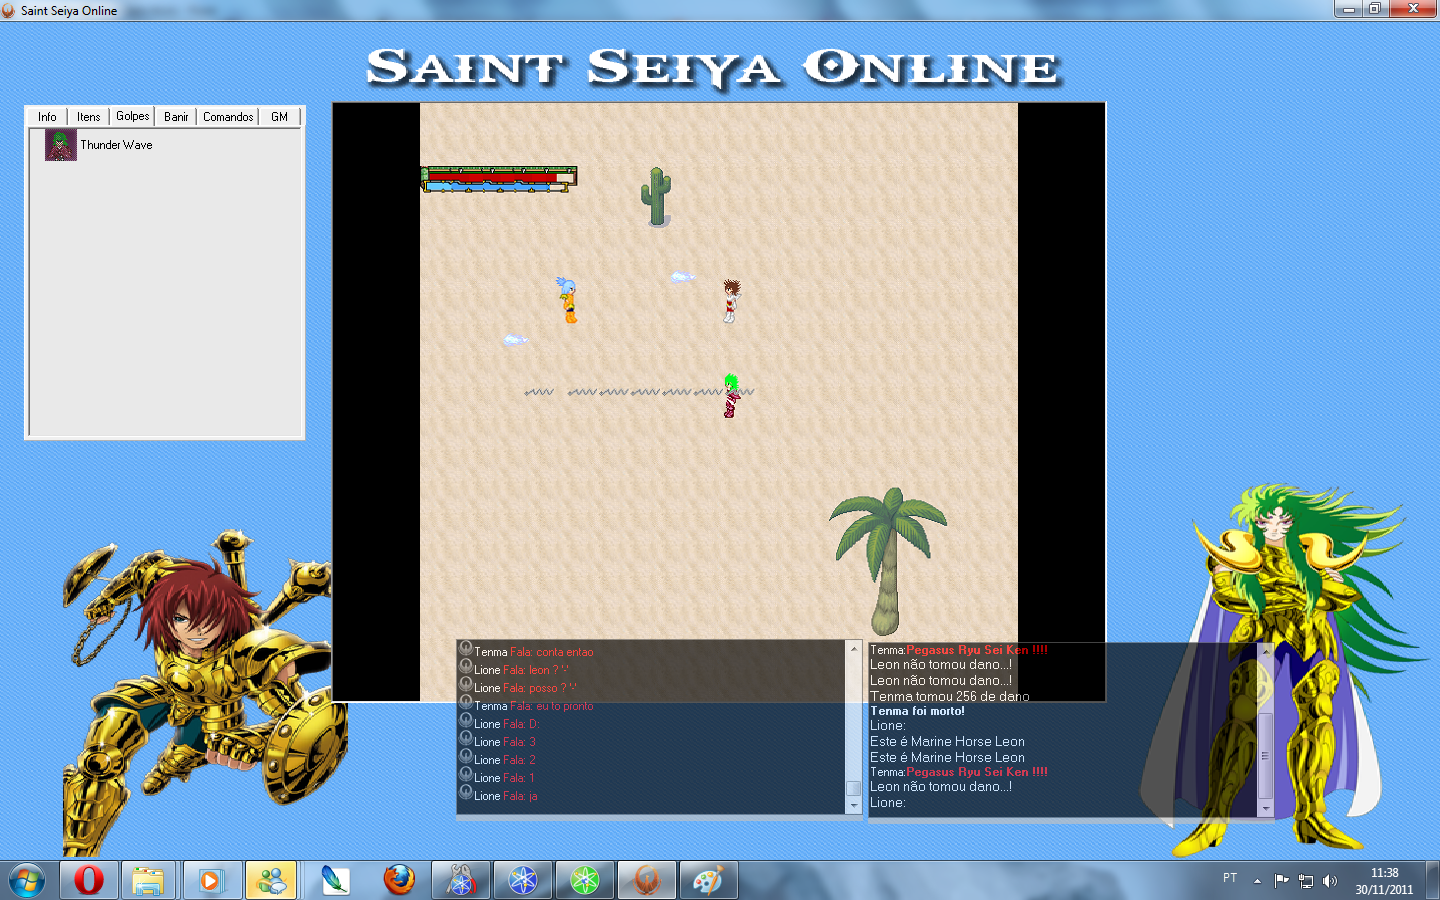 Saint Seiya Online
SAINT SEIYA ONLINE
Info Itens Golpes Banir Comandos GM
Thunder Wave
Tenma Fala: conta entao
Lione Fala: leon ? '-'
Lione Fala: posso ? '-'
Tenma Fala: eu to pronto
Lione Fala: D:
Lione Fala: 3
Lione Fala: 2
Lione Fala: 1
Lione Fala: ja
Tenma:Pegasus Ryu Sei Ken !!!!
Leon não tomou dano...!
Leon não tomou dano...!
Tenma tomou 256 de dano
Tenma foi morto!
Lione:
Este é Marine Horse Leon
Este é Marine Horse Leon
Tenma:Pegasus Ryu Sei Ken !!!!
Leon não tomou dano...!
Lione:
PT
11:38
30/11/2011